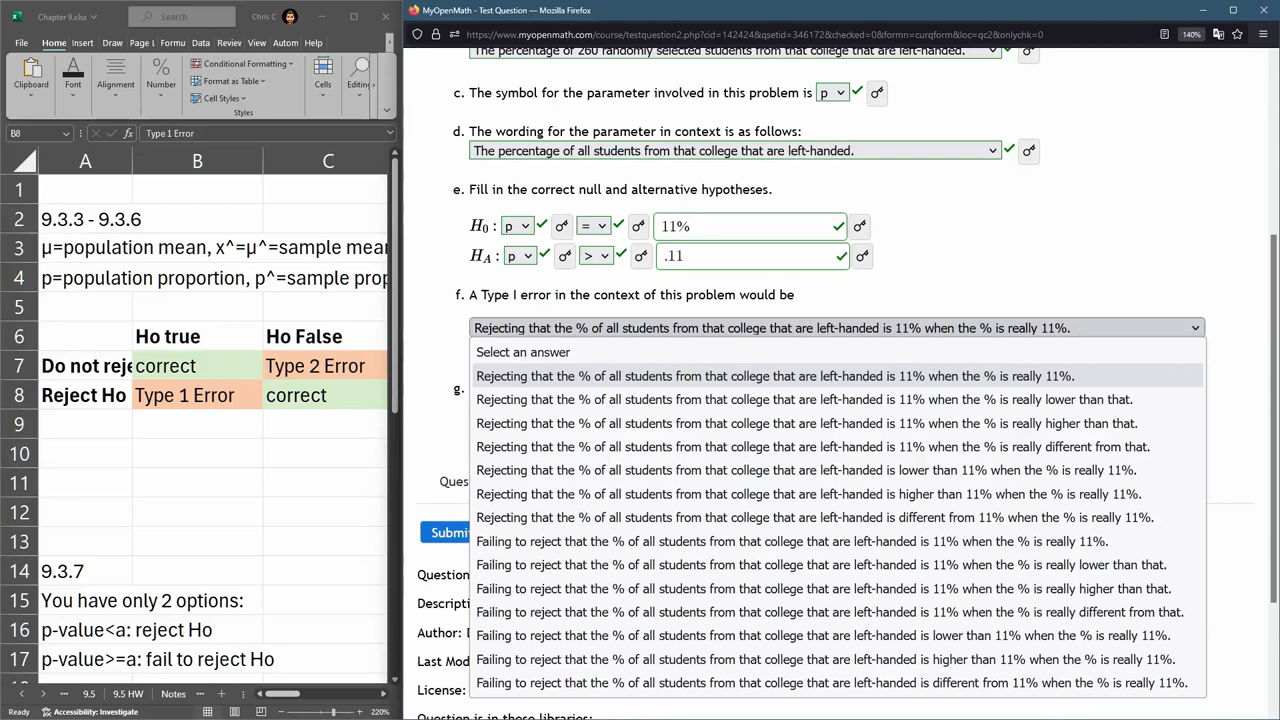 Chapter 9.xlsx
Search
Chris C
File
Home
Insert
Draw
Page l
Formu
Data
Review
View
Autom
Help
Clipboard
Font
Alignment
Number
Conditional Formatting
Format as Table
Cell Styles
Styles
Cells
Editing
B8
fx
Type 1 Error
A B C
1
2 9.3.3 - 9.3.6
3 µ=population mean, x^=µ^=sample mear
4 p=population proportion, p^=sample prop
5
6 Ho true Ho False
7 Do not reje correct Type 2 Error
8 Reject Ho Type 1 Error correct
9
10
11
12
13
14 9.3.7
15 You have only 2 options:
16 p-value<a: reject Ho
17 p-value>=a: fail to reject Ho
9.5
9.5 HW
Notes
Ready
Accessibility: Investigate
220%
MyOpenMath - Test Question — Mozilla Firefox
https://www.myopenmath.com/course/testquestion2.php?cid=142424&qsetid=346172&checked=0&formn=curqform&loc=qc2&onlychk=0
140%
The percentage of 260 randomly selected students from that college that are left-handed.
c. The symbol for the parameter involved in this problem is p
d. The wording for the parameter in context is as follows:
The percentage of all students from that college that are left-handed.
e. Fill in the correct null and alternative hypotheses.
H0 : p = 11%
HA : p > .11
f. A Type I error in the context of this problem would be
Rejecting that the % of all students from that college that are left-handed is 11% when the % is really 11%.
Select an answer
Rejecting that the % of all students from that college that are left-handed is 11% when the % is really 11%.
Rejecting that the % of all students from that college that are left-handed is 11% when the % is really lower than that.
g.
Rejecting that the % of all students from that college that are left-handed is 11% when the % is really higher than that.
Rejecting that the % of all students from that college that are left-handed is 11% when the % is really different from that.
Rejecting that the % of all students from that college that are left-handed is lower than 11% when the % is really 11%.
Ques
Rejecting that the % of all students from that college that are left-handed is higher than 11% when the % is really 11%.
Rejecting that the % of all students from that college that are left-handed is different from 11% when the % is really 11%.
Submi
Failing to reject that the % of all students from that college that are left-handed is 11% when the % is really 11%.
Failing to reject that the % of all students from that college that are left-handed is 11% when the % is really lower than that.
Question
Failing to reject that the % of all students from that college that are left-handed is 11% when the % is really higher than that.
Descripti
Failing to reject that the % of all students from that college that are left-handed is 11% when the % is really different from that.
Author: D
Failing to reject that the % of all students from that college that are left-handed is lower than 11% when the % is really 11%.
Last Mod
Failing to reject that the % of all students from that college that are left-handed is higher than 11% when the % is really 11%.
License:
Failing to reject that the % of all students from that college that are left-handed is different from 11% when the % is really 11%.
Question is in these libraries: